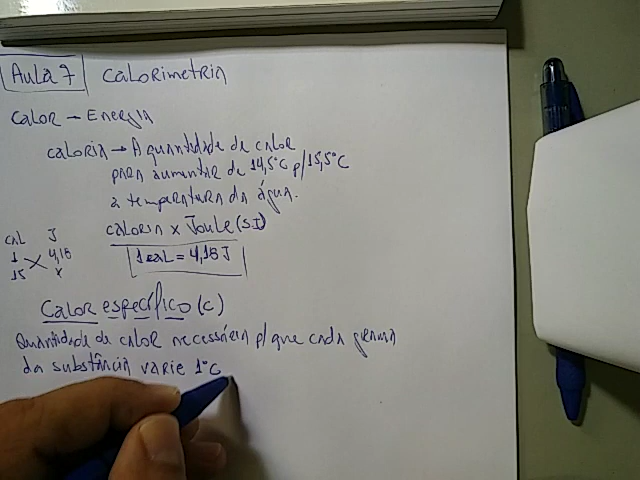 Aula 7 CALORIMETRIA
CALOR - ENERGIA
CALORIA → A quantidade de calor
para aumentar de 14,5°C p/ 15,5°C
a temperatura da água.
CALORIA x Joule (SI)
1 cal = 4,18 J
cal J
1 4,18
15 x
Calor específico (c)
Quantidade de calor necessária p/ que cada grama
da substância varie 1°C